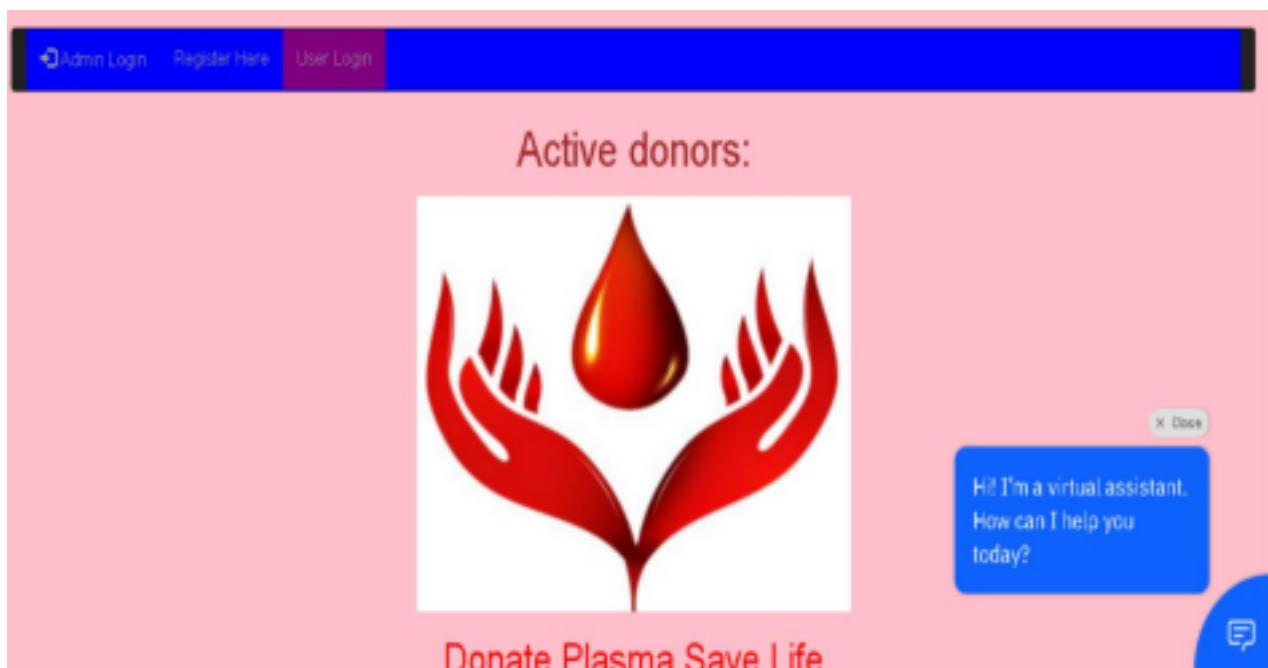 Admin Login Register Here User Login
Active donors:
× Close
Hi! I'm a virtual assistant.
How can I help you
today?
Donate Plasma Save Life